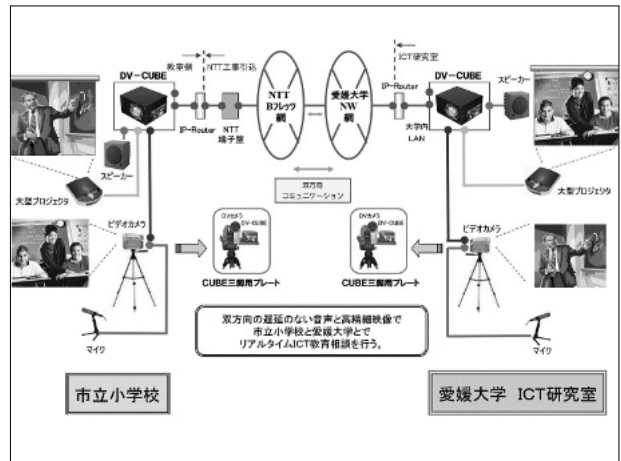 教室側
NTT工事引込
DV-CUBE
IP-Router
NTT
端子盤
NTT
Bフレッツ
網
愛媛大学
NW
網
ICT研究室
IP-Router
DV-CUBE
スピーカー
大学内
LAN
スピーカー
大型プロジェクタ
双方向
コミュニケーション
大型プロジェクタ
ビデオカメラ
DVカメラ
DV-CUBE
CUBE三脚用プレート
DVカメラ
DV-CUBE
CUBE三脚用プレート
ビデオカメラ
マイク
双方向の遅延のない音声と高精細映像で
市立小学校と愛媛大学とで
リアルタイムICT教育相談を行う。
マイク
市立小学校
愛媛大学 ICT研究室